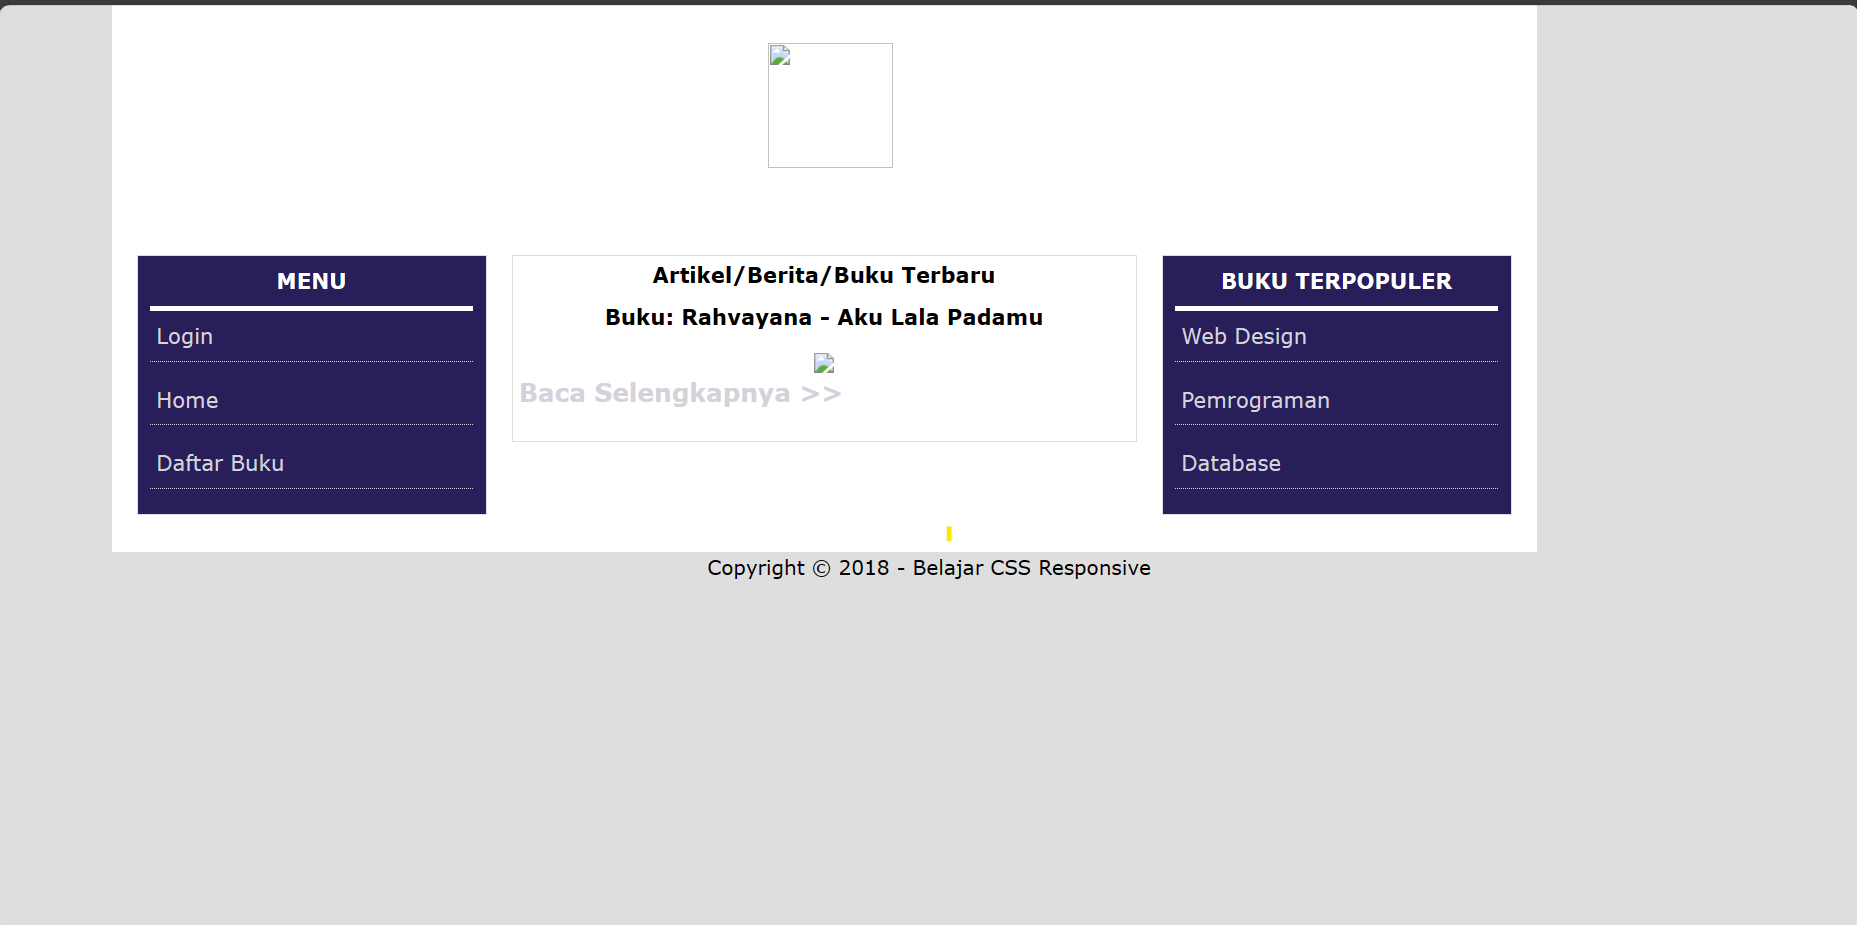 MENU
Login
Home
Daftar Buku
Artikel/Berita/Buku Terbaru
Buku: Rahvayana - Aku Lala Padamu
Baca Selengkapnya >>
BUKU TERPOPULER
Web Design
Pemrograman
Database
Copyright © 2018 - Belajar CSS Responsive